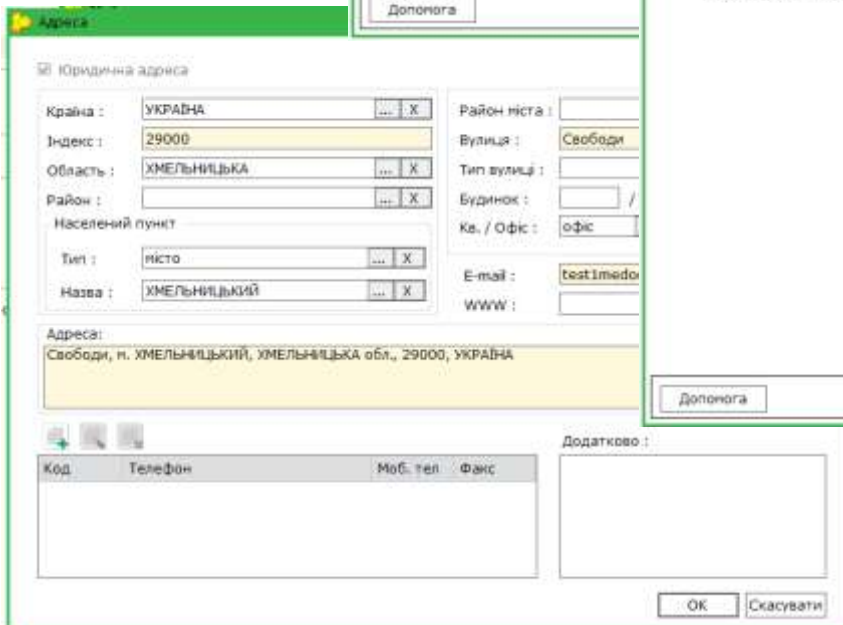 Допомога
Адреса
Юридична адреса
Країна : УКРАЇНА ... X
Район міста :
Індекс : 29000
Вулиця : Свободи
Область : ХМЕЛЬНИЦЬКА ... X
Тип вулиці :
Район : ... X
Будинок : /
Населений пункт
Кв. / Офіс : офіс
Тип : місто ... X
E-mail : test1medo
Назва : ХМЕЛЬНИЦЬКИЙ ... X
WWW :
Адреса:
Свободи, м. ХМЕЛЬНИЦЬКИЙ, ХМЕЛЬНИЦЬКА обл., 29000, УКРАЇНА
Допомога
Додатково :
Код Телефон Моб. тел Факс
OK Скасувати